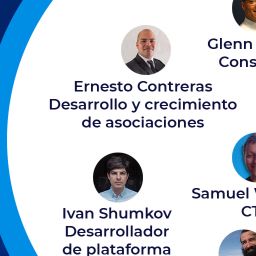 Glenn
Cons
Ernesto Contreras
Desarrollo y crecimiento
de asociaciones
Samuel
CT
Ivan Shumkov
Desarrollador
de plataforma